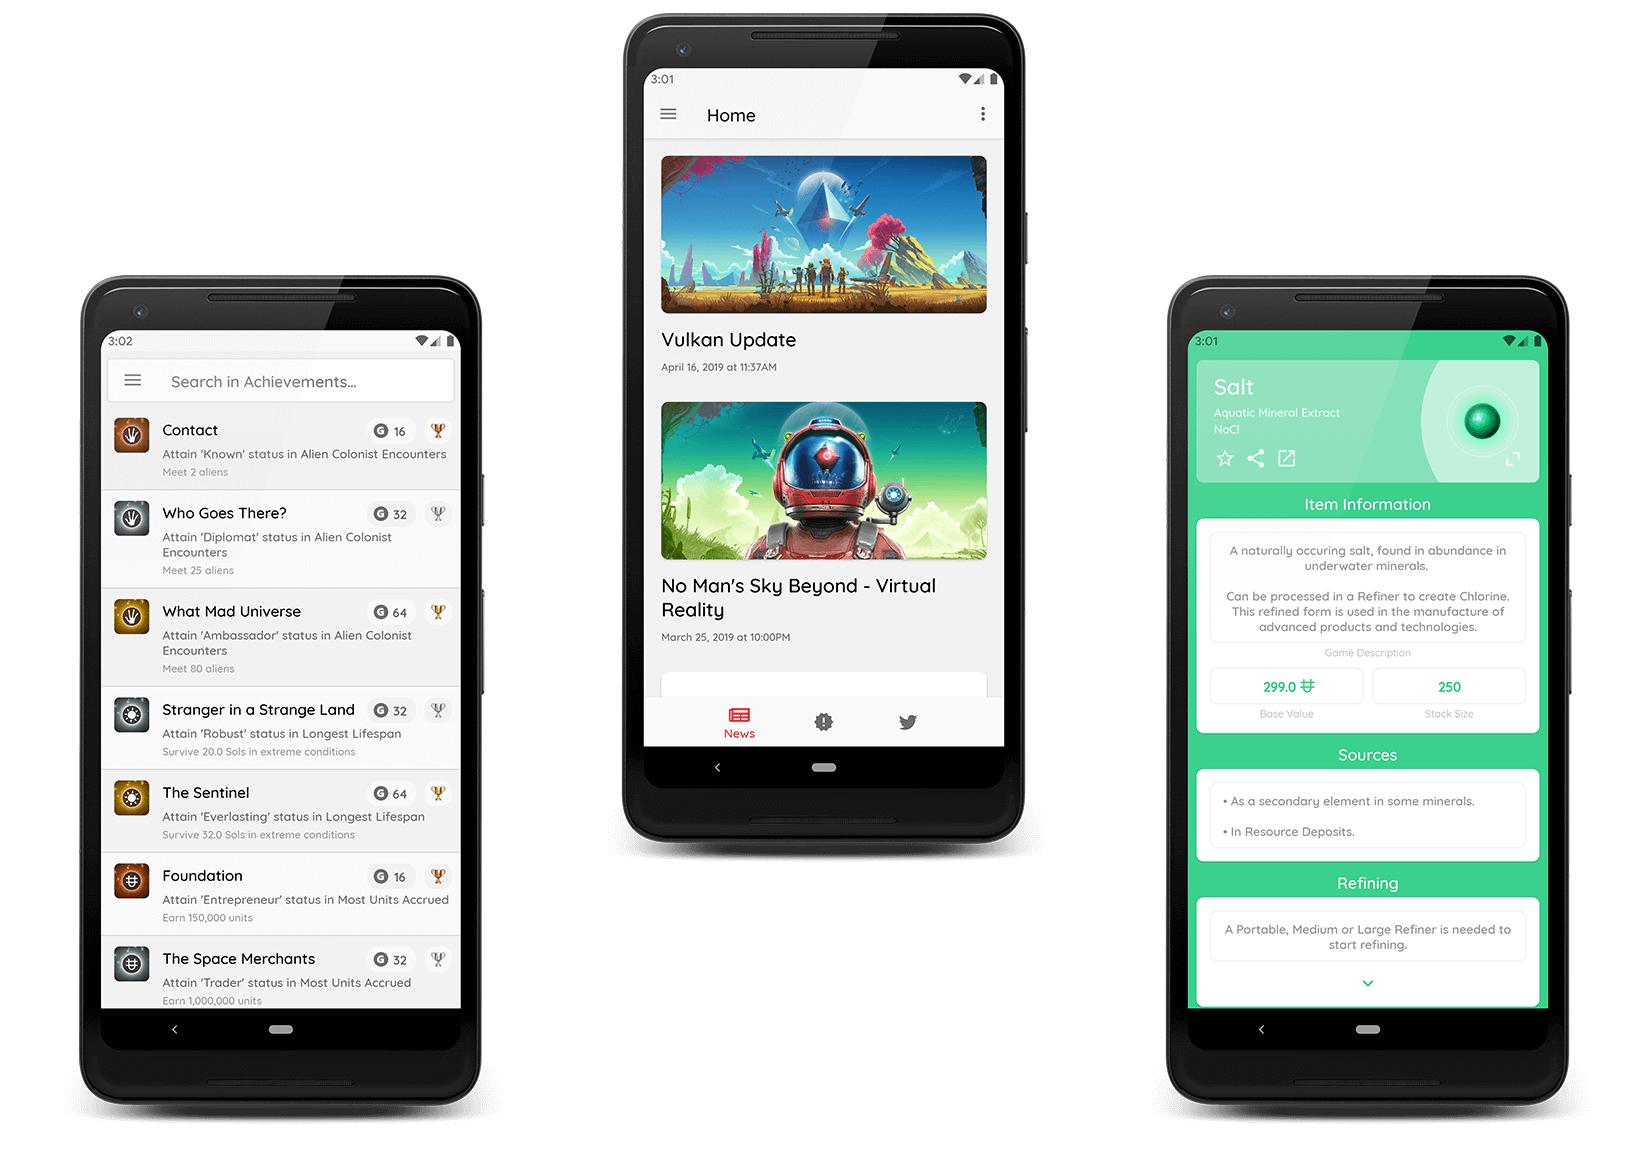 3:02
Search in Achievements...
Contact
G 16
Attain 'Known' status in Alien Colonist Encounters
Meet 2 aliens
Who Goes There?
G 32
Attain 'Diplomat' status in Alien Colonist
Encounters
Meet 25 aliens
What Mad Universe
G 64
Attain 'Ambassador' status in Alien Colonist
Encounters
Meet 80 aliens
Stranger in a Strange Land
G 32
Attain 'Robust' status in Longest Lifespan
Survive 20.0 Sols in extreme conditions
The Sentinel
G 64
Attain 'Everlasting' status in Longest Lifespan
Survive 32.0 Sols in extreme conditions
Foundation
G 16
Attain 'Entrepreneur' status in Most Units Accrued
Earn 150,000 units
The Space Merchants
G 32
Attain 'Trader' status in Most Units Accrued
Earn 1,000,000 units
3:01
Home
Vulkan Update
April 16, 2019 at 11:37AM
No Man's Sky Beyond - Virtual
Reality
March 25, 2019 at 10:00PM
News
3:01
Salt
Aquatic Mineral Extract
NaCl
Item Information
A naturally occuring salt, found in abundance in
underwater minerals.
Can be processed in a Refiner to create Chlorine.
This refined form is used in the manufacture of
advanced products and technologies.
Game Description
299.0
250
Base Value
Stack Size
Sources
• As a secondary element in some minerals.
• In Resource Deposits.
Refining
A Portable, Medium or Large Refiner is needed to
start refining.